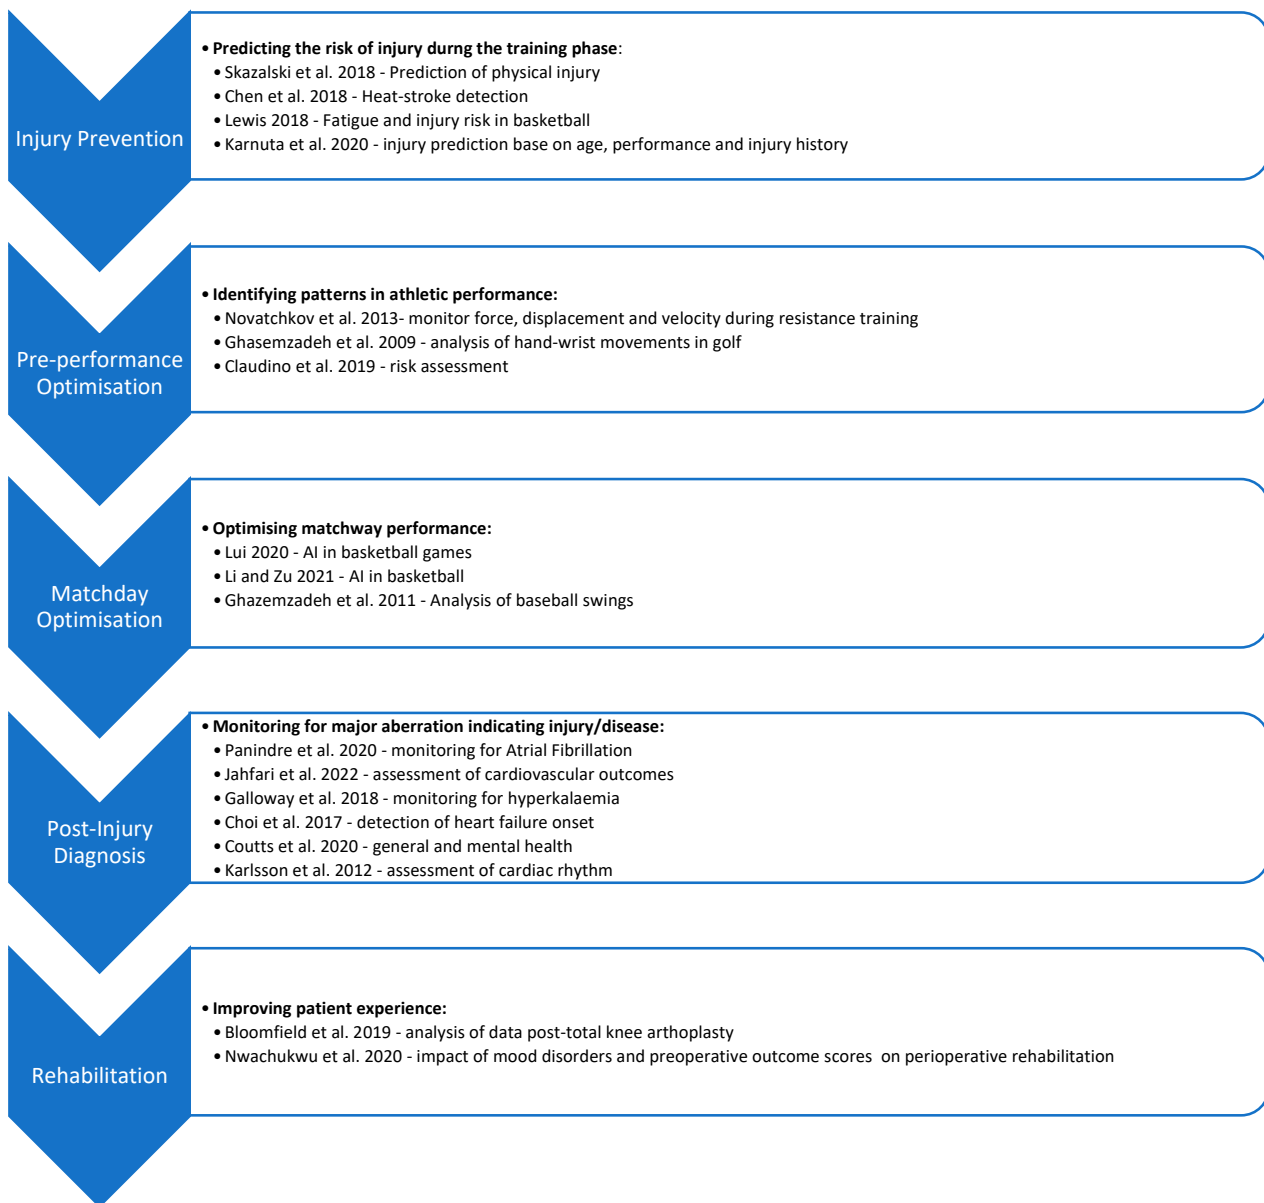 Injury Prevention
• Predicting the risk of injury durng the training phase:
• Skazalski et al. 2018 - Prediction of physical injury
• Chen et al. 2018 - Heat-stroke detection
• Lewis 2018 - Fatigue and injury risk in basketball
• Karnuta et al. 2020 - injury prediction base on age, performance and injury history
Pre-performance
Optimisation
• Identifying patterns in athletic performance:
• Novatchkov et al. 2013- monitor force, displacement and velocity during resistance training
• Ghasemzadeh et al. 2009 - analysis of hand-wrist movements in golf
• Claudino et al. 2019 - risk assessment
Matchday
Optimisation
• Optimising matchway performance:
• Lui 2020 - AI in basketball games
• Li and Zu 2021 - AI in basketball
• Ghazemzadeh et al. 2011 - Analysis of baseball swings
Post-Injury
Diagnosis
• Monitoring for major aberration indicating injury/disease:
• Panindre et al. 2020 - monitoring for Atrial Fibrillation
• Jahfari et al. 2022 - assessment of cardiovascular outcomes
• Galloway et al. 2018 - monitoring for hyperkalaemia
• Choi et al. 2017 - detection of heart failure onset
• Coutts et al. 2020 - general and mental health
• Karlsson et al. 2012 - assessment of cardiac rhythm
Rehabilitation
• Improving patient experience:
• Bloomfield et al. 2019 - analysis of data post-total knee arthoplasty
• Nwachukwu et al. 2020 - impact of mood disorders and preoperative outcome scores  on perioperative rehabilitation